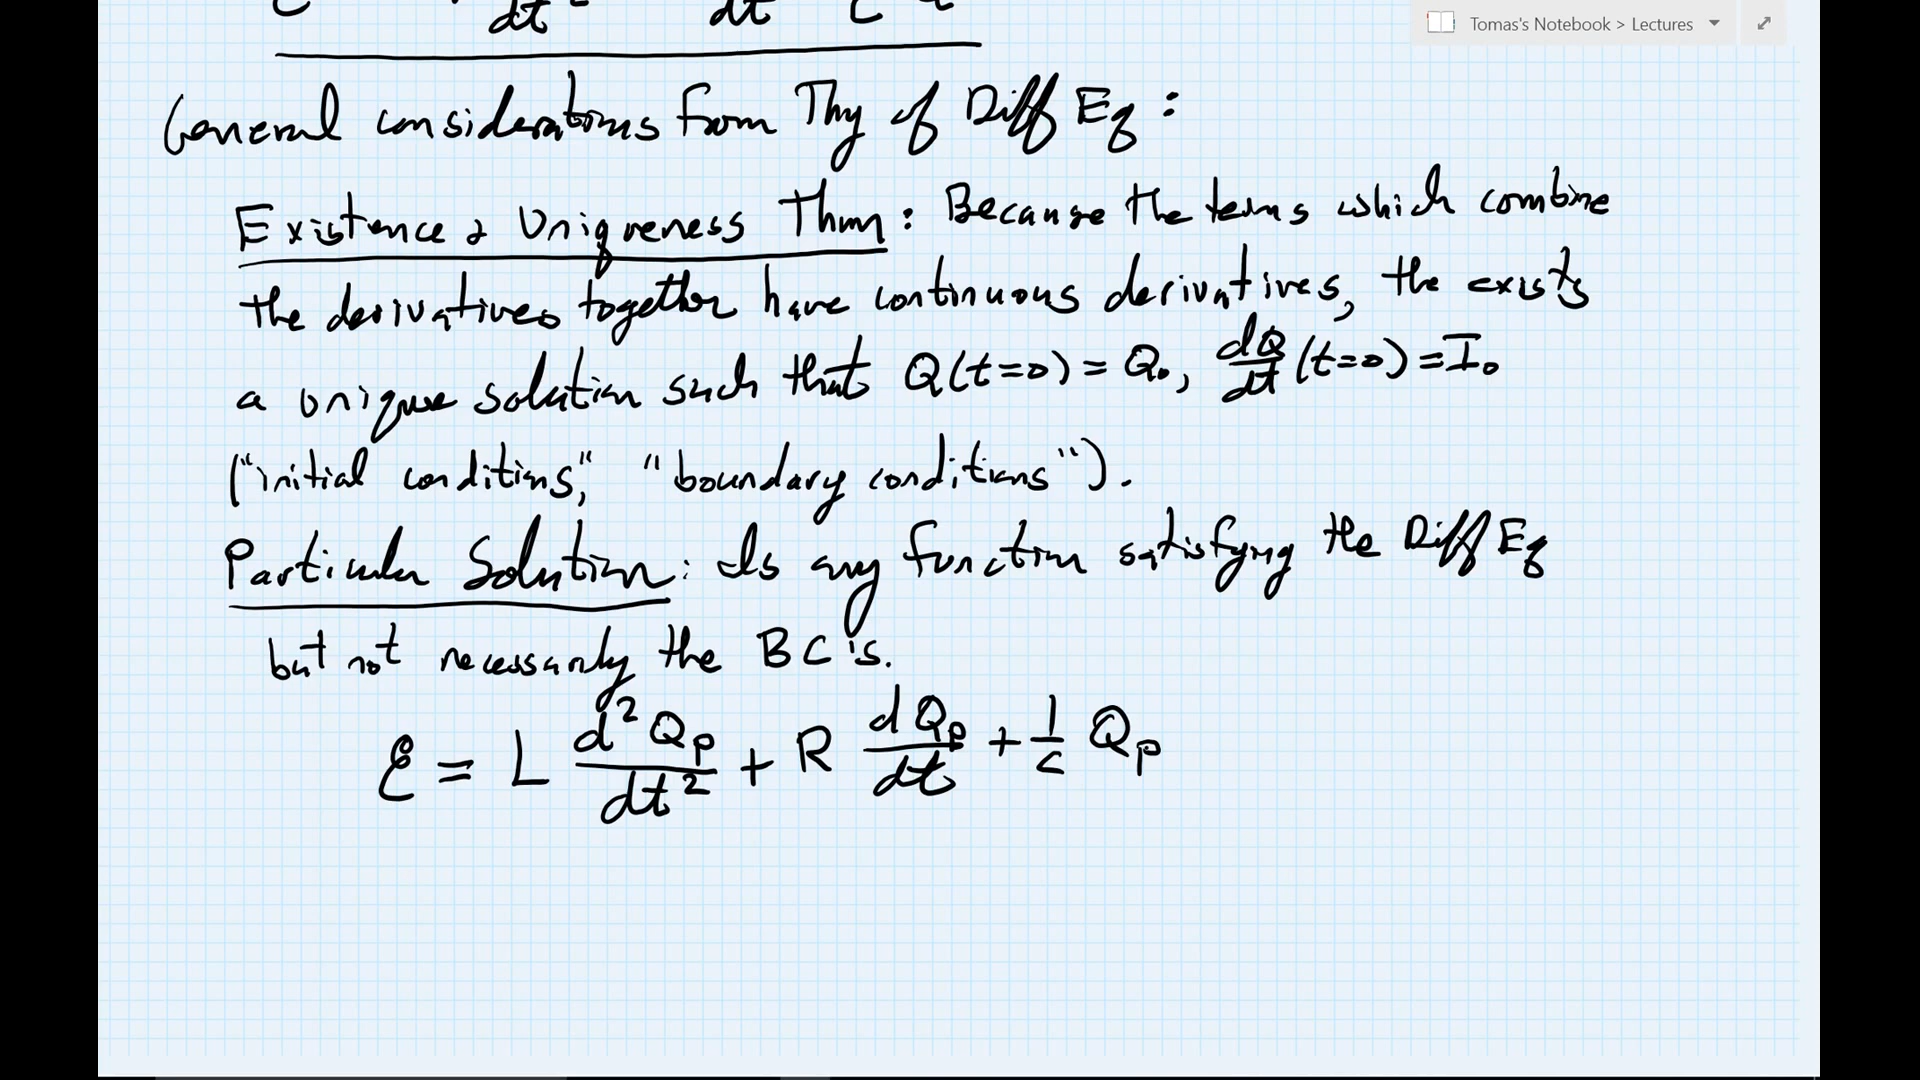 dt² dt C
Tomas's Notebook > Lectures
General considerations from Thy of Diff Eq:
Existence & Uniqueness Thm: Because the terms which combine
the derivatives together have continuous derivatives, the exists
a unique solution such that Q(t=0) = Q₀, dQ/dt (t=0) = I₀
("initial conditions," "boundary conditions").
Particular Solution: Is any function satisfying the Diff Eq
but not necessarily the BC's.
ℰ = L d²Qₚ/dt² + R dQₚ/dt + 1/C Qₚ